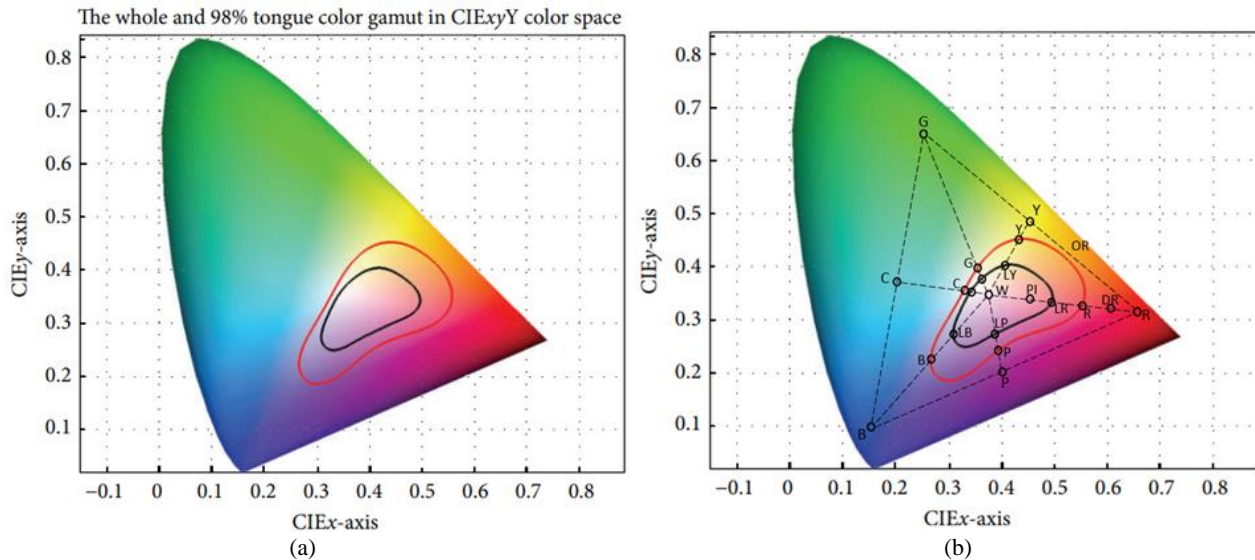 The whole and 98% tongue color gamut in CIExyY color space
0.8
0.7
0.6
0.5
0.4
0.3
0.2
0.1
CIEy-axis
−0.1 0 0.1 0.2 0.3 0.4 0.5 0.6 0.7 0.8
CIEx-axis
(a)
0.8
0.7
0.6
0.5
0.4
0.3
0.2
0.1
CIEy-axis
G
Y
Y
OR
G
LY
C
C
W
PI
LR
R
DR
R
LB
LP
B
P
P
B
−0.1 0 0.1 0.2 0.3 0.4 0.5 0.6 0.7 0.8
CIEx-axis
(b)